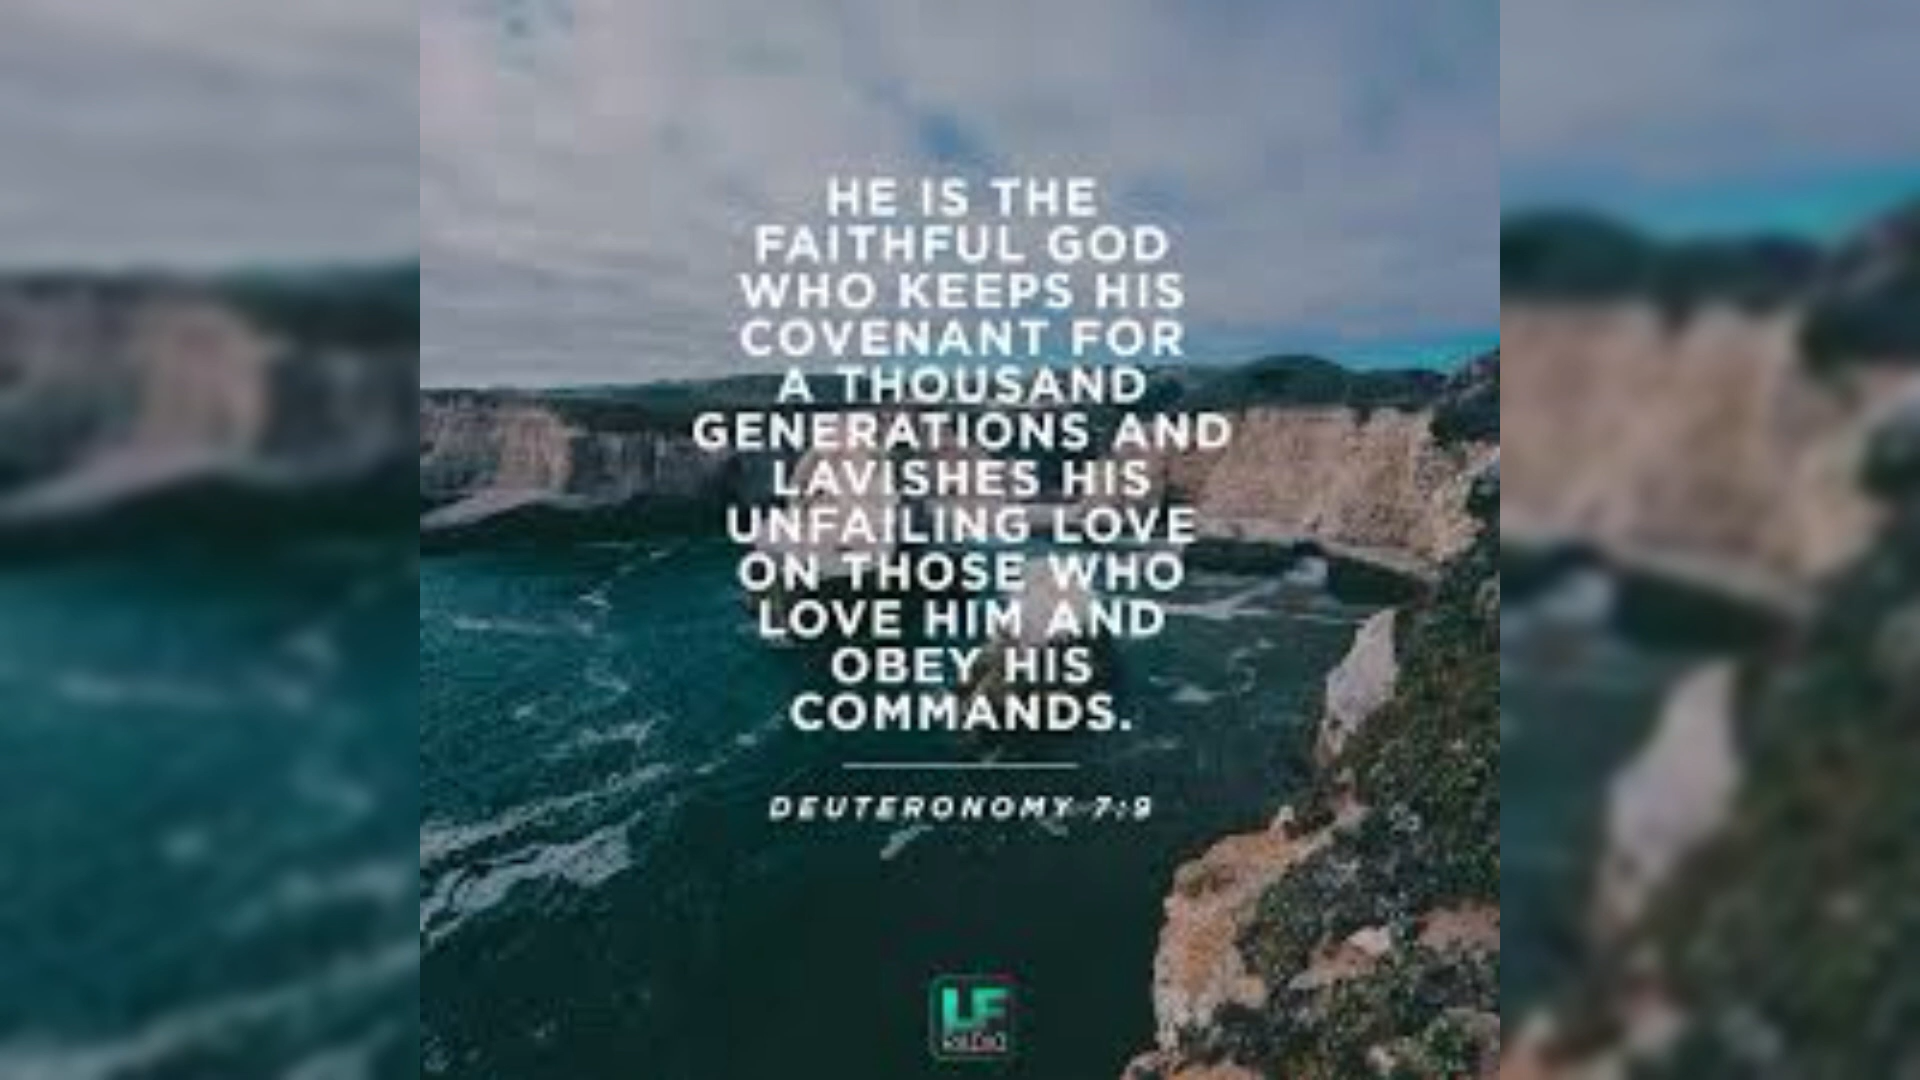 HE IS THE
FAITHFUL GOD
WHO KEEPS HIS
COVENANT FOR
A THOUSAND
GENERATIONS AND
LAVISHES HIS
UNFAILING LOVE
ON THOSE WHO
LOVE HIM AND
OBEY HIS
COMMANDS.
DEUTERONOMY 7:9
LF
RADIO